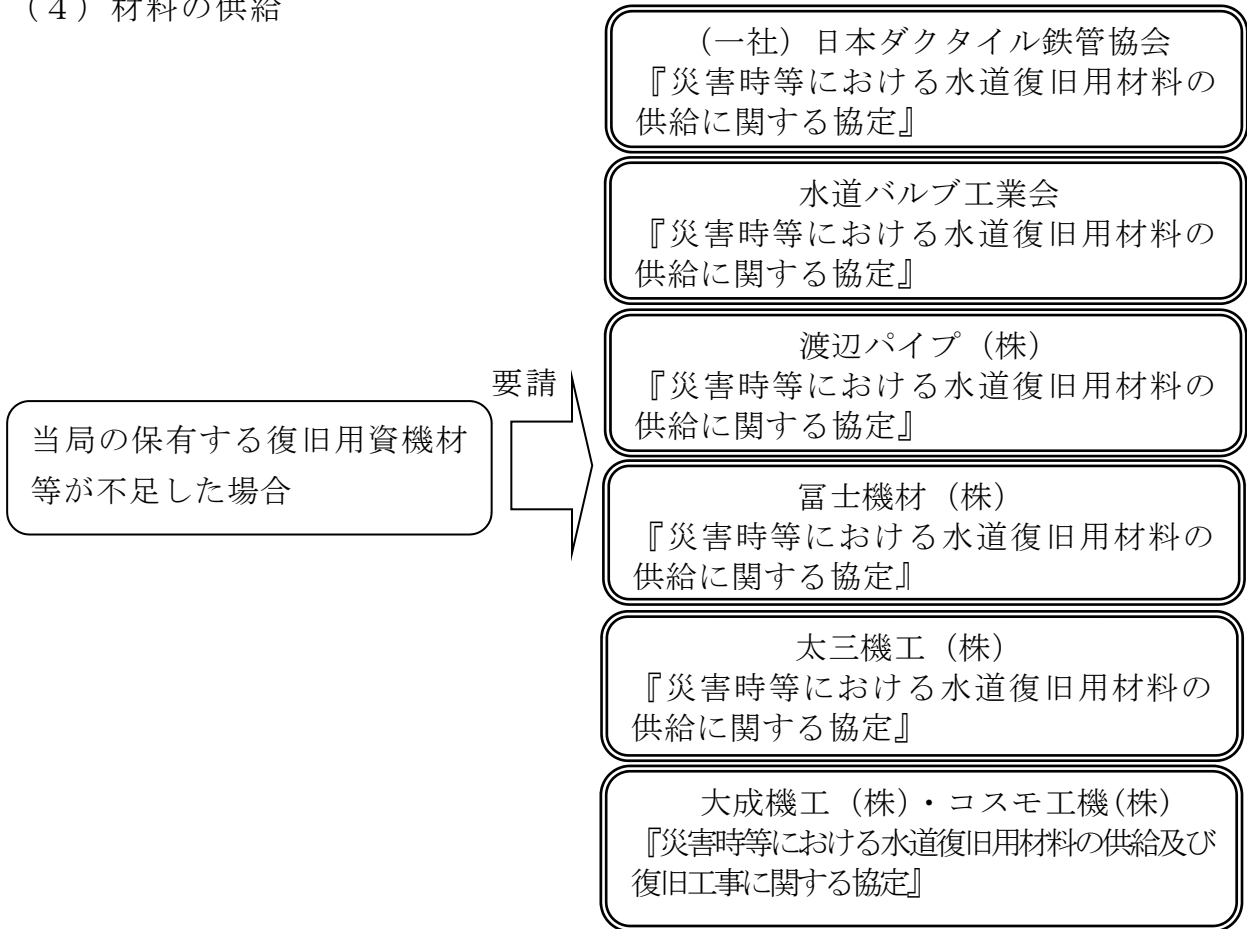 （４）材料の供給
（一社）日本ダクタイル鉄管協会
『災害時等における水道復旧用材料の
供給に関する協定』
水道バルブ工業会
『災害時等における水道復旧用材料の
供給に関する協定』
渡辺パイプ（株）
『災害時等における水道復旧用材料の
供給に関する協定』
要請
当局の保有する復旧用資機材
等が不足した場合
冨士機材（株）
『災害時等における水道復旧用材料の
供給に関する協定』
太三機工（株）
『災害時等における水道復旧用材料の
供給に関する協定』
大成機工（株）・コスモ工機(株)
『災害時等における水道復旧用材料の供給及び
復旧工事に関する協定』